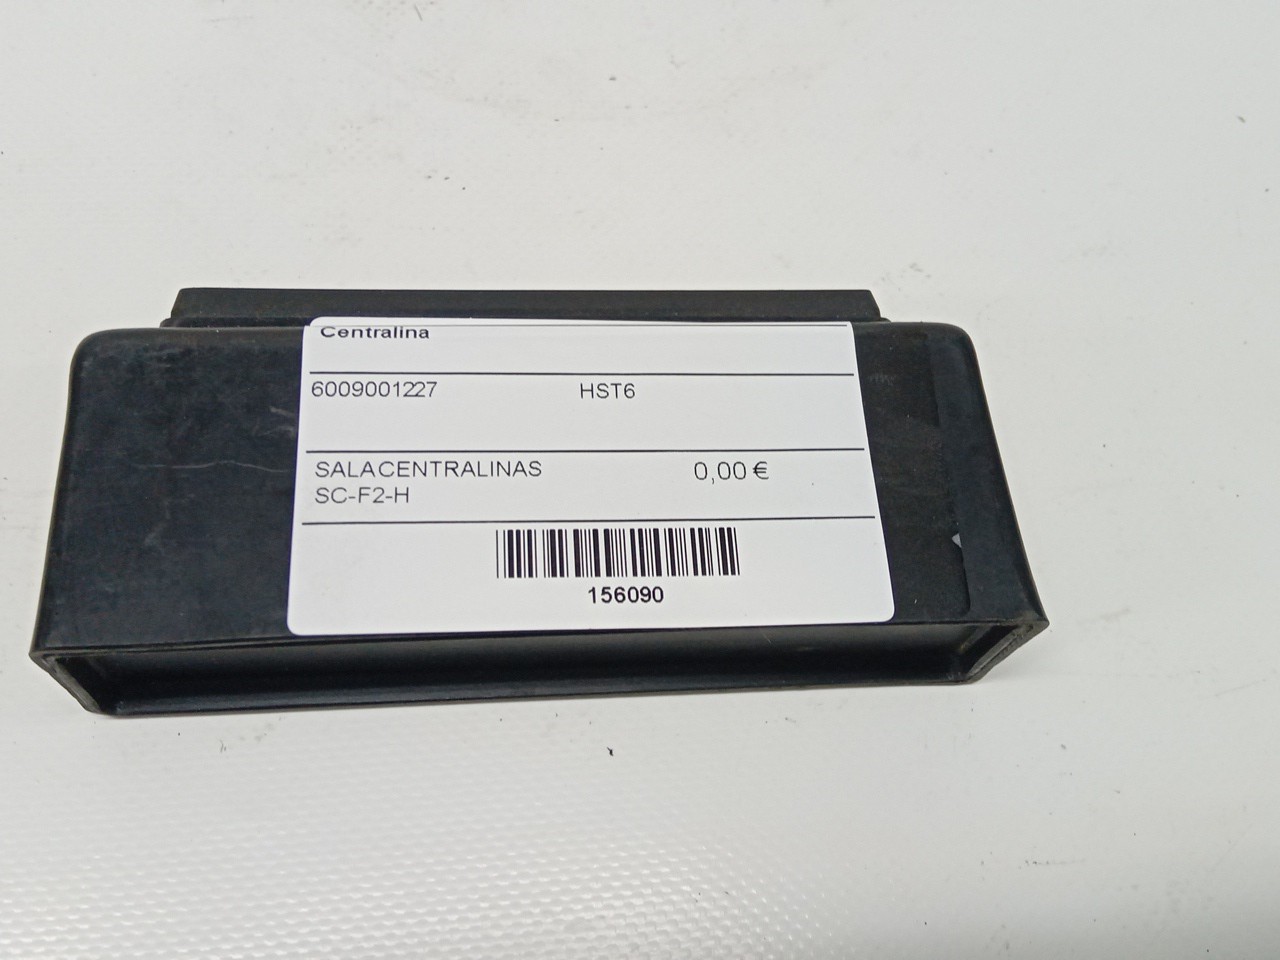 Centralina
6009001227 HST6
SALACENTRALINAS 0,00 €
SC-F2-H
156090